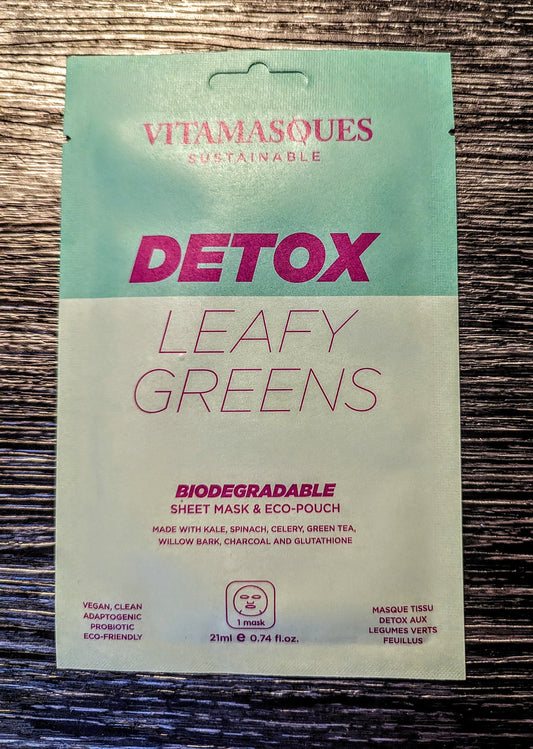 VITAMASQUES
SUSTAINABLE
DETOX
LEAFY
GREENS
BIODEGRADABLE
SHEET MASK & ECO-POUCH
MADE WITH KALE, SPINACH, CELERY, GREEN TEA,
WILLOW BARK, CHARCOAL AND GLUTATHIONE
VEGAN, CLEAN
ADAPTOGENIC
PROBIOTIC
ECO-FRIENDLY
1 mask
21ml e 0.74 fl.oz.
MASQUE TISSU
DETOX AUX
LEGUMES VERTS
FEUILLUS